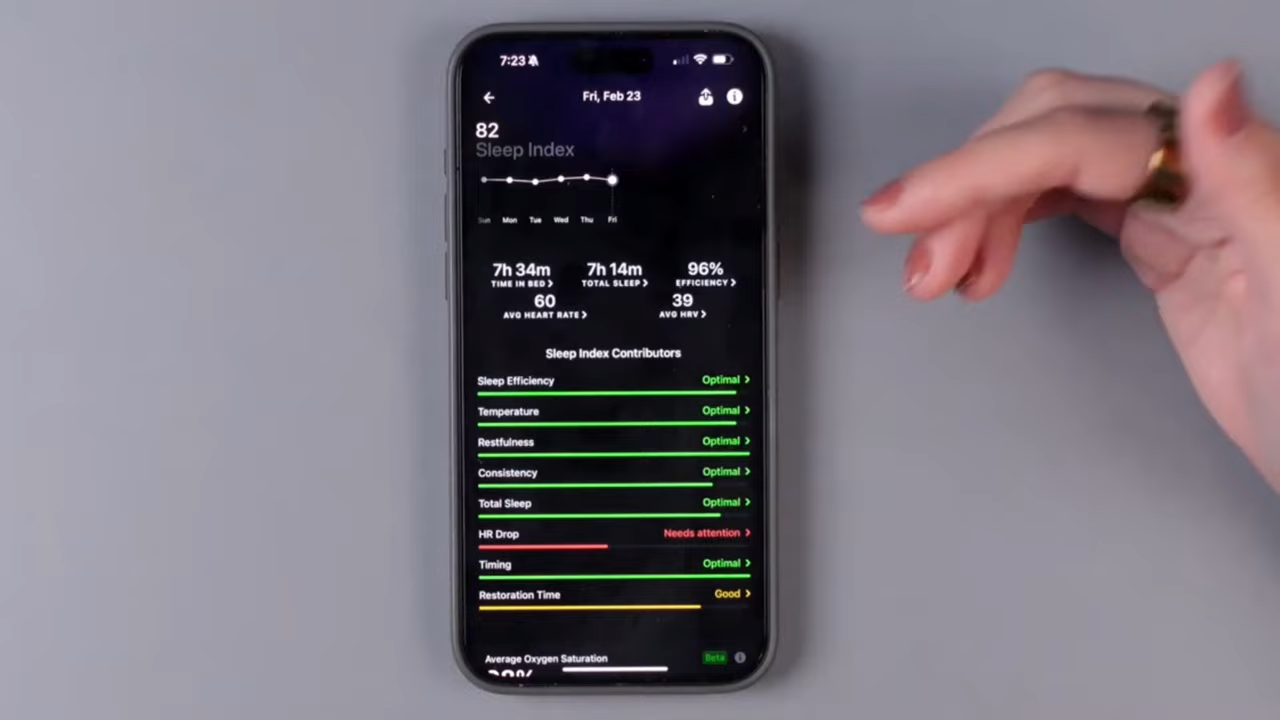 7:23
Fri, Feb 23
82
Sleep Index
Sun Mon Tue Wed Thu Fri
7h 34m 7h 14m 96%
TIME IN BED TOTAL SLEEP EFFICIENCY
60 39
AVG HEART RATE AVG HRV
Sleep Index Contributors
Sleep Efficiency Optimal
Temperature Optimal
Restfulness Optimal
Consistency Optimal
Total Sleep Optimal
HR Drop Needs attention
Timing Optimal
Restoration Time Good
Average Oxygen Saturation Beta